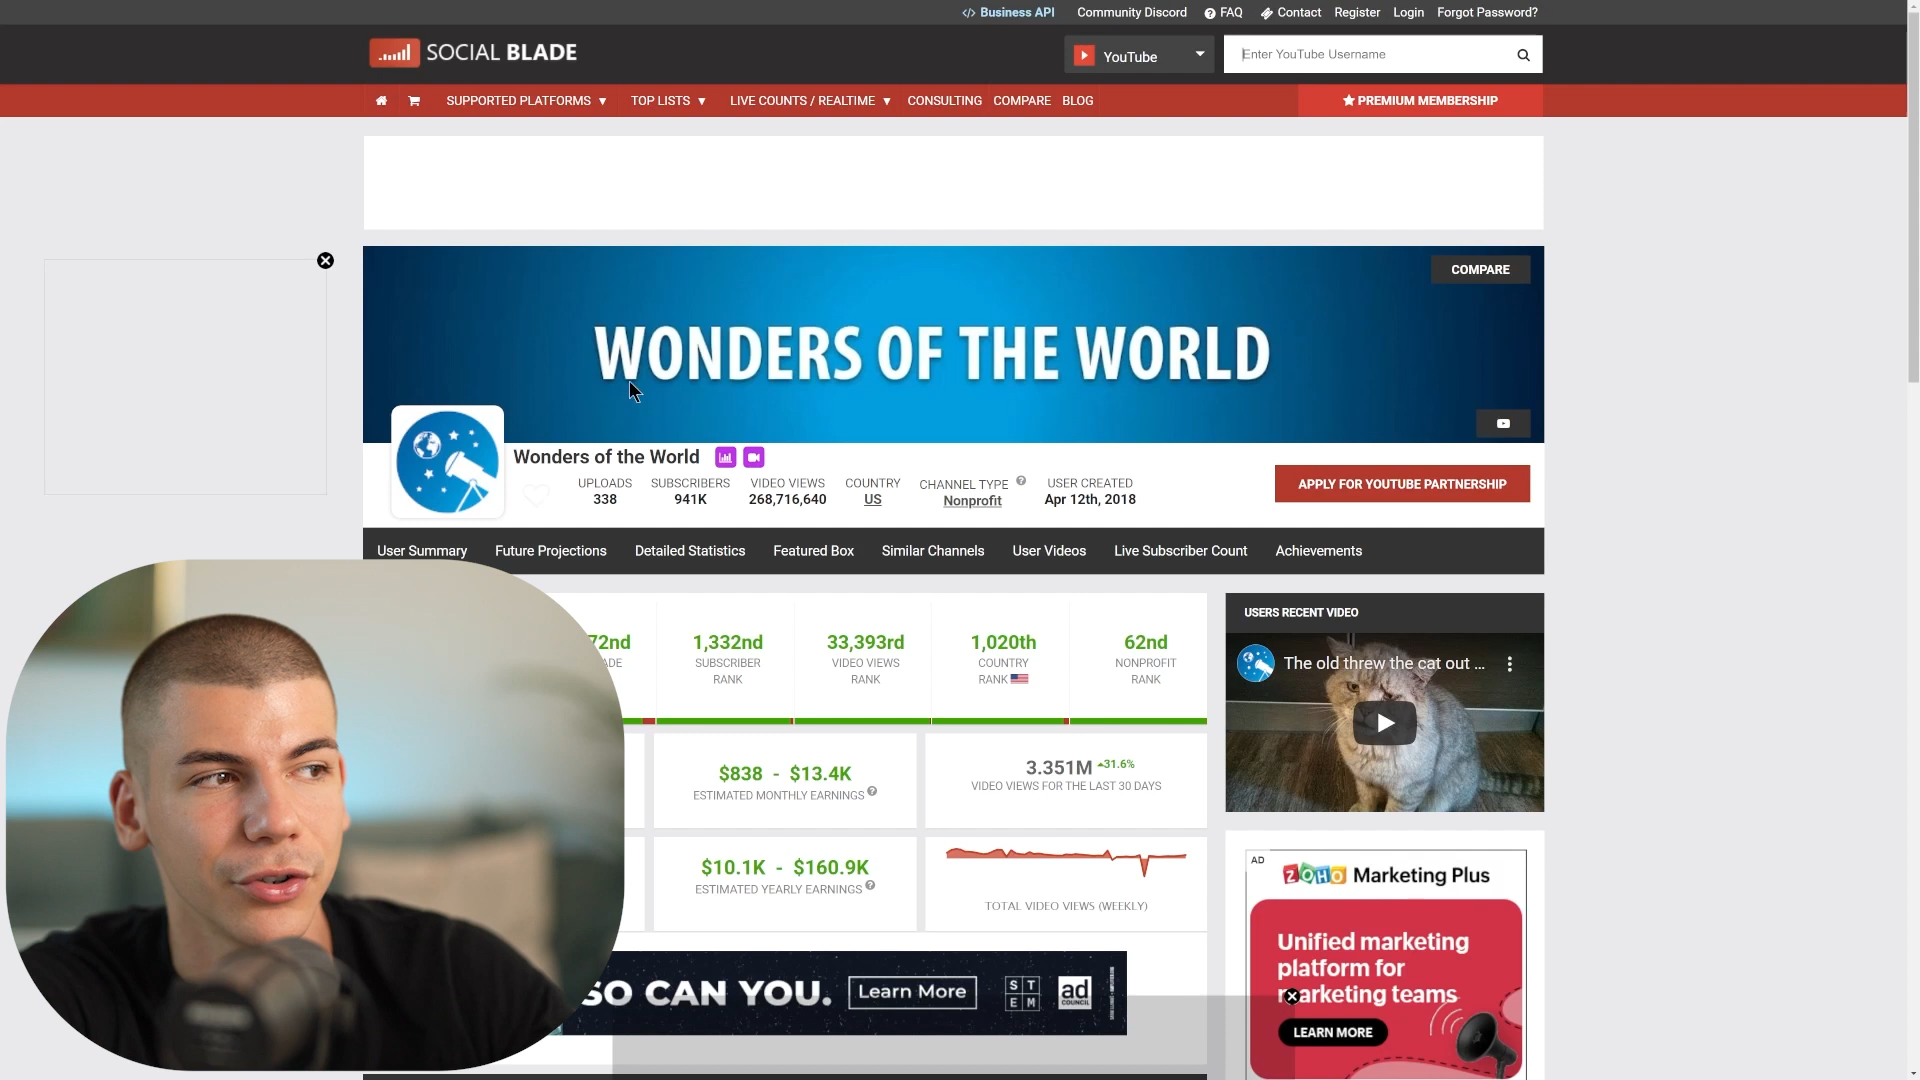 Business API Community Discord FAQ Contact Register Login Forgot Password?
SOCIAL BLADE
YouTube
Enter YouTube Username
SUPPORTED PLATFORMS ▼ TOP LISTS ▼ LIVE COUNTS / REALTIME ▼ CONSULTING COMPARE BLOG
PREMIUM MEMBERSHIP
COMPARE
WONDERS OF THE WORLD
Wonders of the World
UPLOADS SUBSCRIBERS VIDEO VIEWS COUNTRY CHANNEL TYPE USER CREATED
338 941K 268,716,640 US Nonprofit Apr 12th, 2018
APPLY FOR YOUTUBE PARTNERSHIP
User Summary Future Projections Detailed Statistics Featured Box Similar Channels User Videos Live Subscriber Count Achievements
72nd 1,332nd 33,393rd 1,020th 62nd
SUBSCRIBER VIDEO VIEWS COUNTRY NONPROFIT
RANK RANK RANK RANK
USERS RECENT VIDEO
The old threw the cat out ...
$838 - $13.4K
ESTIMATED MONTHLY EARNINGS
3.351M 31.6%
VIDEO VIEWS FOR THE LAST 30 DAYS
$10.1K - $160.9K
ESTIMATED YEARLY EARNINGS
TOTAL VIDEO VIEWS (WEEKLY)
SO CAN YOU. Learn More
ST
EM
ad
COUNCIL
AD
ZOHO Marketing Plus
Unified marketing
platform for
marketing teams
LEARN MORE